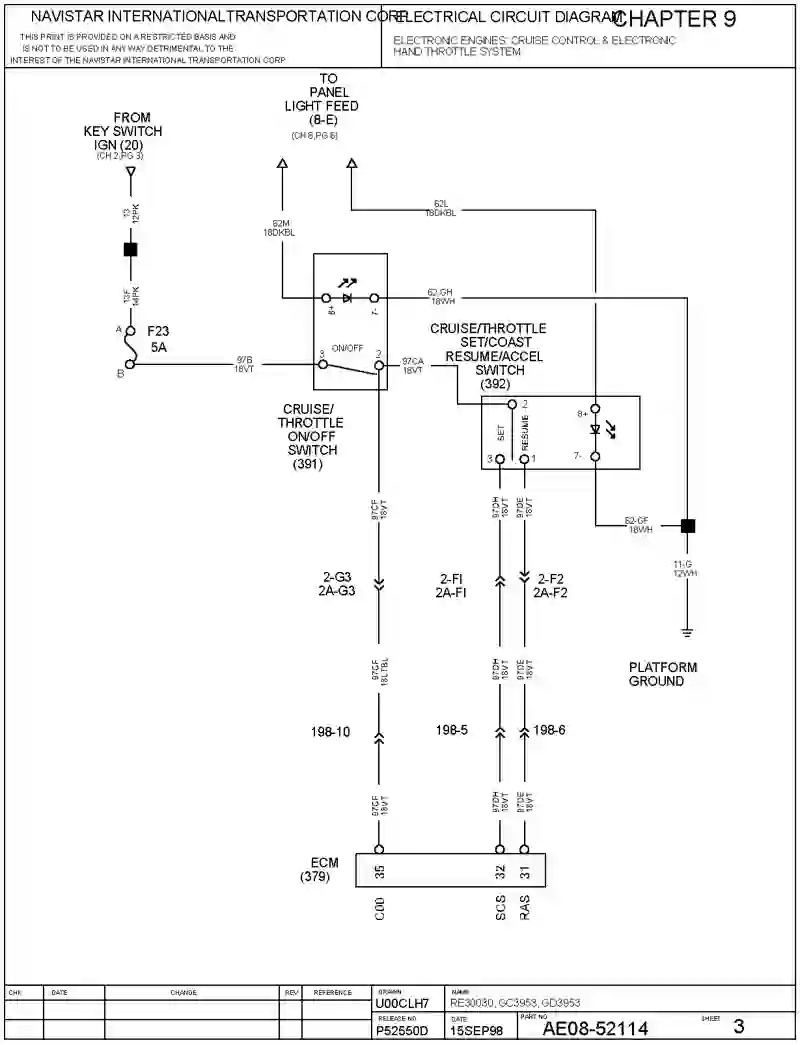 NAVISTAR INTERNATIONAL TRANSPORTATION CORP.
THIS PRINT IS PROVIDED ON A RESTRICTED BASIS AND
IS NOT TO BE USED IN ANY WAY DETRIMENTAL TO THE
INTEREST OF THE NAVISTAR INTERNATIONAL TRANSPORTATION CORP
ELECTRICAL CIRCUIT DIAGRAM
CHAPTER 9
ELECTRONIC ENGINES: CRUISE CONTROL & ELECTRONIC
HAND THROTTLE SYSTEM
TO
PANEL
LIGHT FEED
(8-E)
(CH 8,PG 6)
FROM
KEY SWITCH
IGN (20)
(CH 2,PG 3)
13
12PK
13F
14PK
A
F23
5A
B
62M
18DKBL
62L
18DKBL
62-GH
18WH
8+
7-
ON/OFF
3
2
97B
18VT
97CA
18VT
CRUISE/THROTTLE
SET/COAST
RESUME/ACCEL
SWITCH
(392)
CRUISE/
THROTTLE
ON/OFF
SWITCH
(391)
2
SET
RESUME
3
1
8+
7-
62-GF
18WH
11-G
12WH
PLATFORM
GROUND
97CF
18VT
97DH
18VT
97DE
18VT
2-G3
2A-G3
2-F1
2A-F1
2-F2
2A-F2
97CF
18LTBL
97DH
18VT
97DE
18VT
198-10
198-5
198-6
97CF
18VT
97DH
18VT
97DE
18VT
ECM
(379)
35
32
31
COO
SCS
RAS
CHK
DATE
CHANGE
REV
REFERENCE
DRAWN
U00CLH7
NAME
RE30030, GC3953, GD3953
RELEASE NO.
P52550D
DATE
15SEP98
PART NO
AE08-52114
SHEET
3